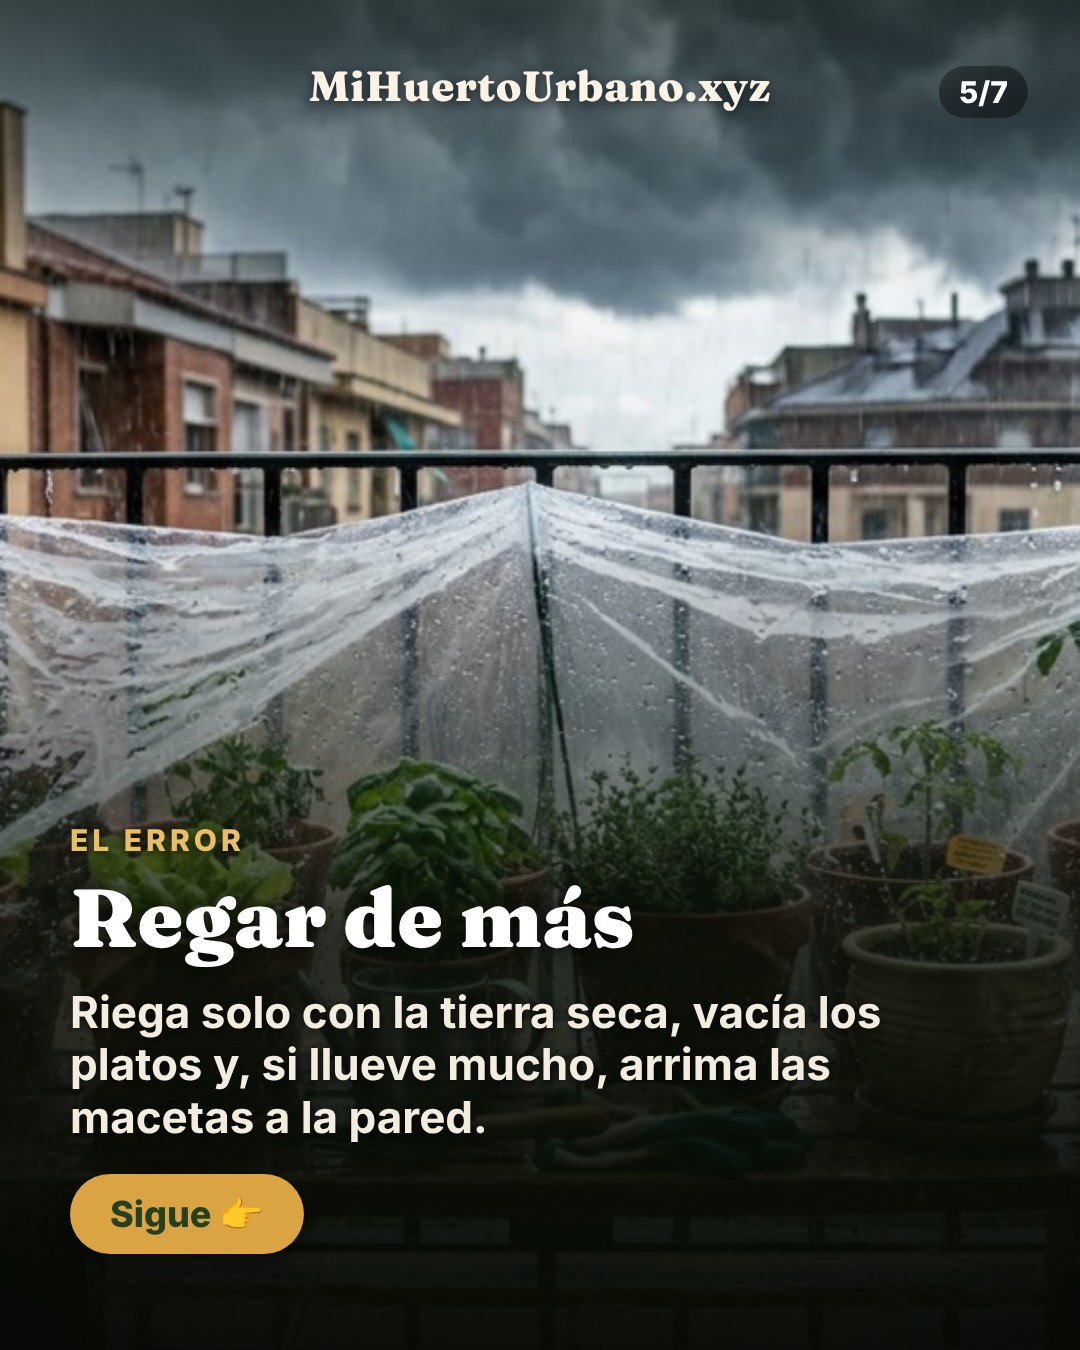 MiHuertoUrbano.xyz
5/7
EL ERROR
Regar de más
Riega solo con la tierra seca, vacía los
platos y, si llueve mucho, arrima las
macetas a la pared.
Sigue 👉